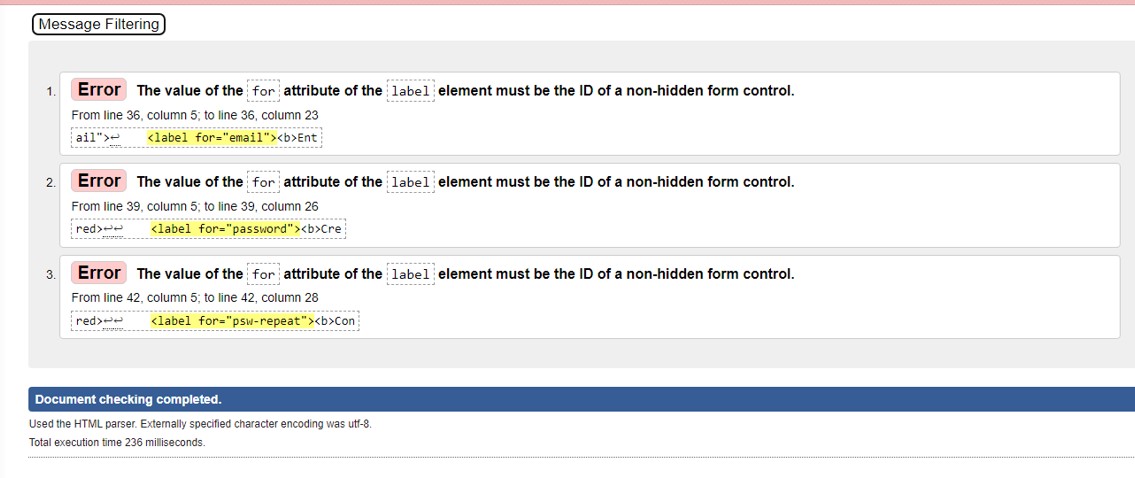 Message Filtering
1. Error The value of the for attribute of the label element must be the ID of a non-hidden form control.
From line 36, column 5; to line 36, column 23
ail">↩ <label for="email"><b>Ent
2. Error The value of the for attribute of the label element must be the ID of a non-hidden form control.
From line 39, column 5; to line 39, column 26
red>↩↩ <label for="password"><b>Cre
3. Error The value of the for attribute of the label element must be the ID of a non-hidden form control.
From line 42, column 5; to line 42, column 28
red>↩↩ <label for="psw-repeat"><b>Con
Document checking completed.
Used the HTML parser. Externally specified character encoding was utf-8.
Total execution time 236 milliseconds.